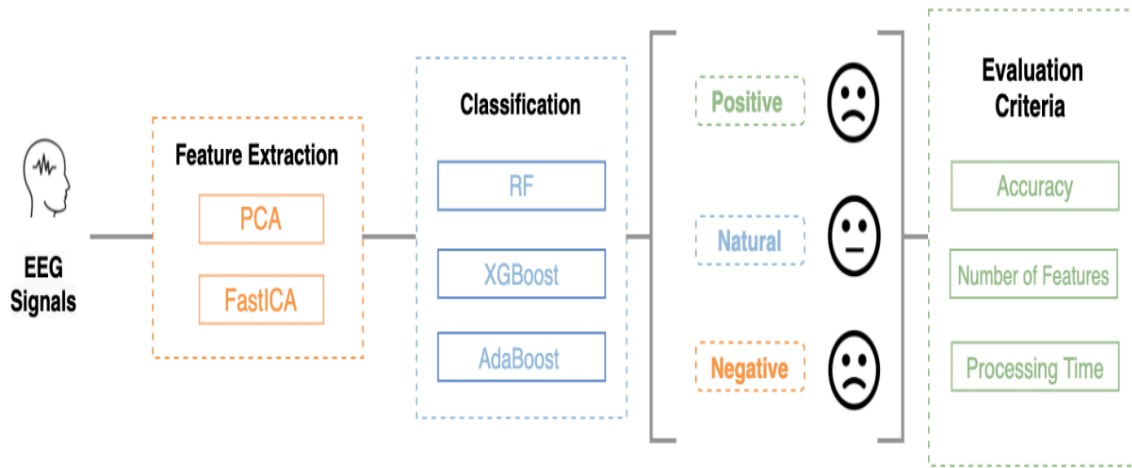 EEG
Signals
Feature Extraction
PCA
FastICA
Classification
RF
XGBoost
AdaBoost
Positive
Natural
Negative
Evaluation
Criteria
Accuracy
Number of Features
Processing Time